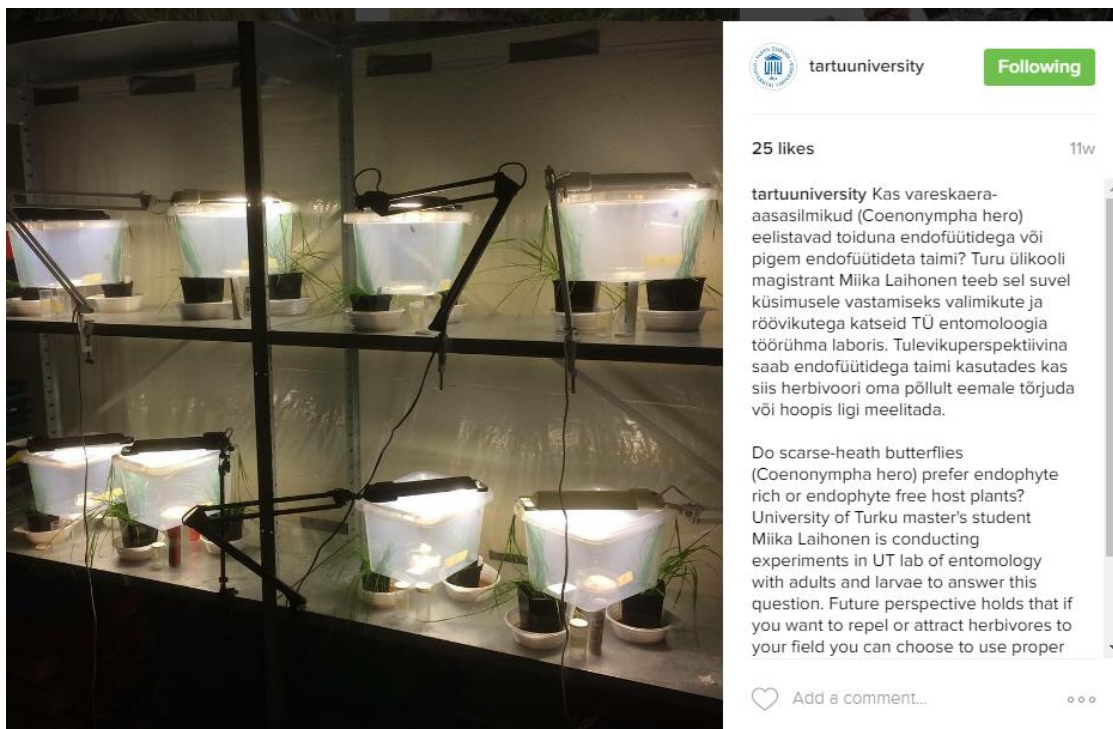 tartuuniversity
Following
25 likes
11w
tartuuniversity Kas vareskaera-
aasasilmikud (Coenonympha hero)
eelistavad toiduna endofüütidega või
pigem endofüütideta taimi? Turu ülikooli
magistrant Miika Laihonen teeb sel suvel
küsimusele vastamiseks valimikute ja
röövikutega katseid TÜ entomoloogia
töörühma laboris. Tulevikuperspektiivina
saab endofüütidega taimi kasutades kas
siis herbivoori oma põllult eemale tõrjuda
või hoopis ligi meelitada.
Do scarse-heath butterflies
(Coenonympha hero) prefer endophyte
rich or endophyte free host plants?
University of Turku master's student
Miika Laihonen is conducting
experiments in UT lab of entomology
with adults and larvae to answer this
question. Future perspective holds that if
you want to repel or attract herbivores to
your field you can choose to use proper
Add a comment...